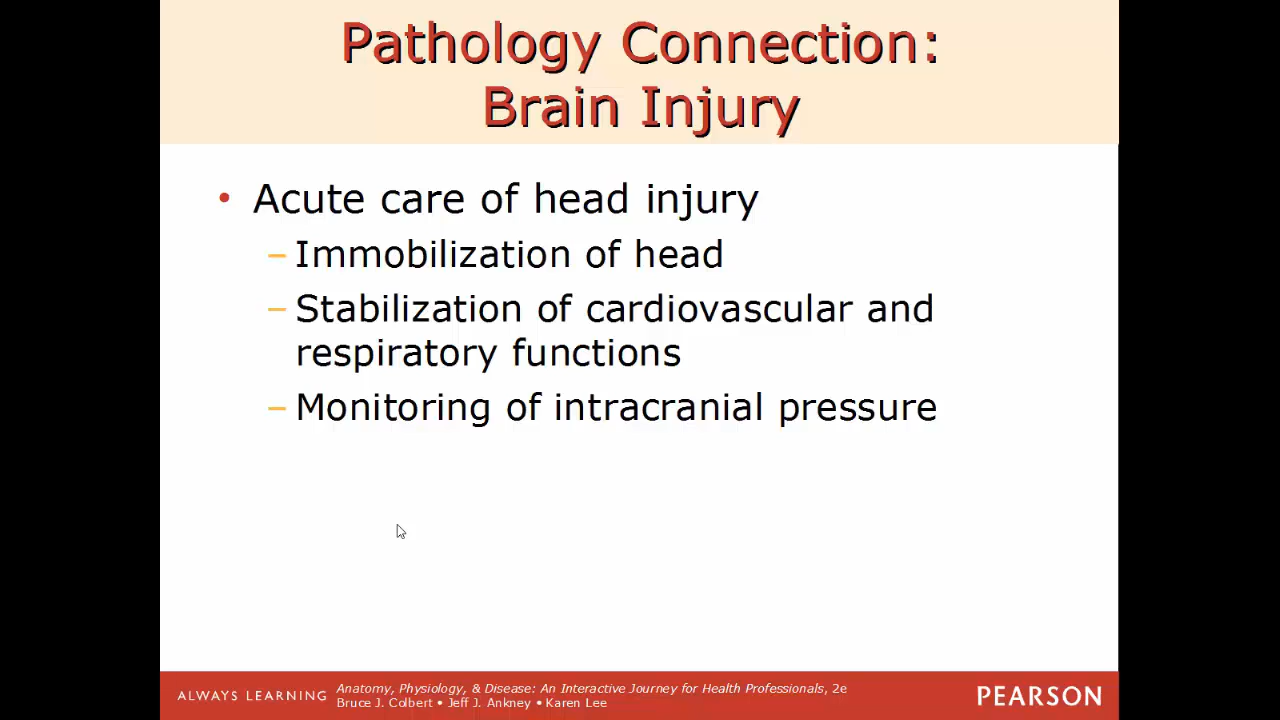 Pathology Connection:
Brain Injury
• Acute care of head injury
– Immobilization of head
– Stabilization of cardiovascular and
respiratory functions
– Monitoring of intracranial pressure
ALWAYS LEARNING
Anatomy, Physiology, & Disease: An Interactive Journey for Health Professionals, 2e
Bruce J. Colbert • Jeff J. Ankney • Karen Lee
PEARSON